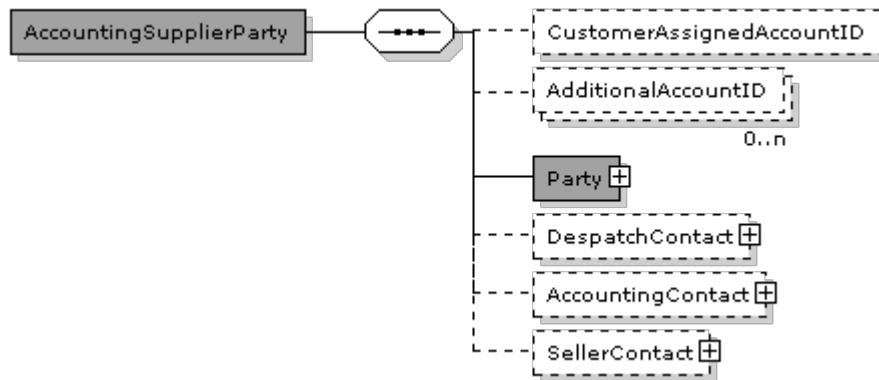 AccountingSupplierParty
CustomerAssignedAccountID
AdditionalAccountID
0..n
Party
DespatchContact
AccountingContact
SellerContact